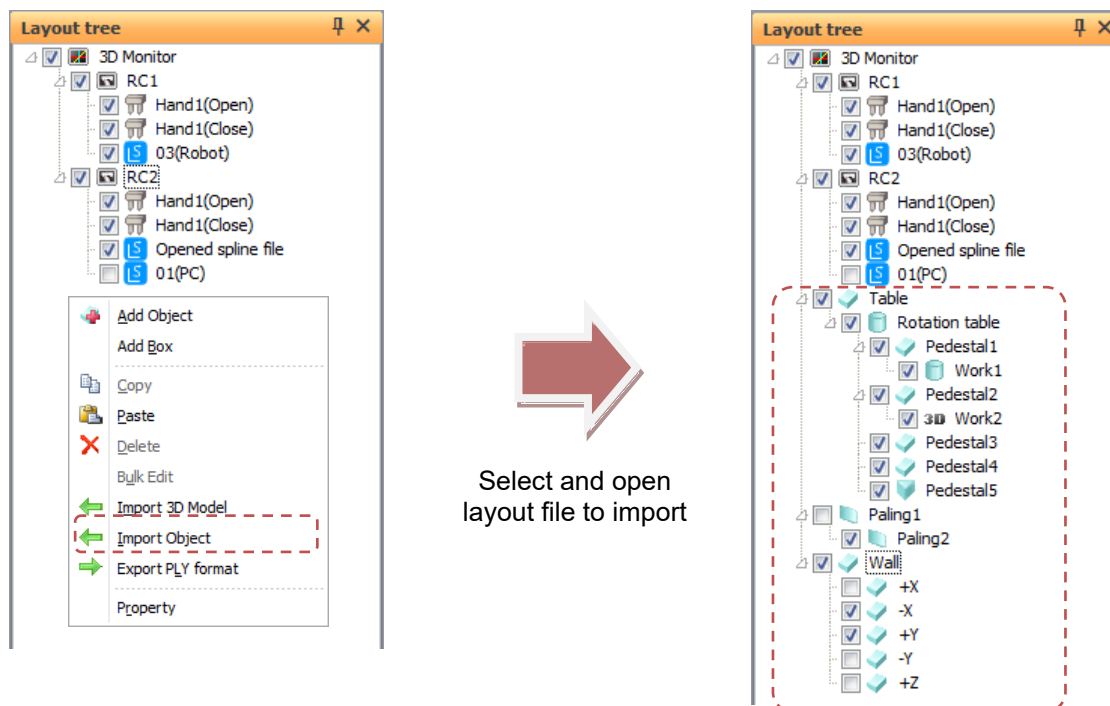 Layout tree
3D Monitor
RC1
Hand1(Open)
Hand1(Close)
03(Robot)
RC2
Hand1(Open)
Hand1(Close)
Opened spline file
01(PC)
Add Object
Add Box
Copy
Paste
Delete
Bulk Edit
Import 3D Model
Import Object
Export PLY format
Property
Select and open
layout file to import
Layout tree
3D Monitor
RC1
Hand1(Open)
Hand1(Close)
03(Robot)
RC2
Hand1(Open)
Hand1(Close)
Opened spline file
01(PC)
Table
Rotation table
Pedestal1
Work1
Pedestal2
3D Work2
Pedestal3
Pedestal4
Pedestal5
Paling1
Paling2
Wall
+X
-X
+Y
-Y
+Z